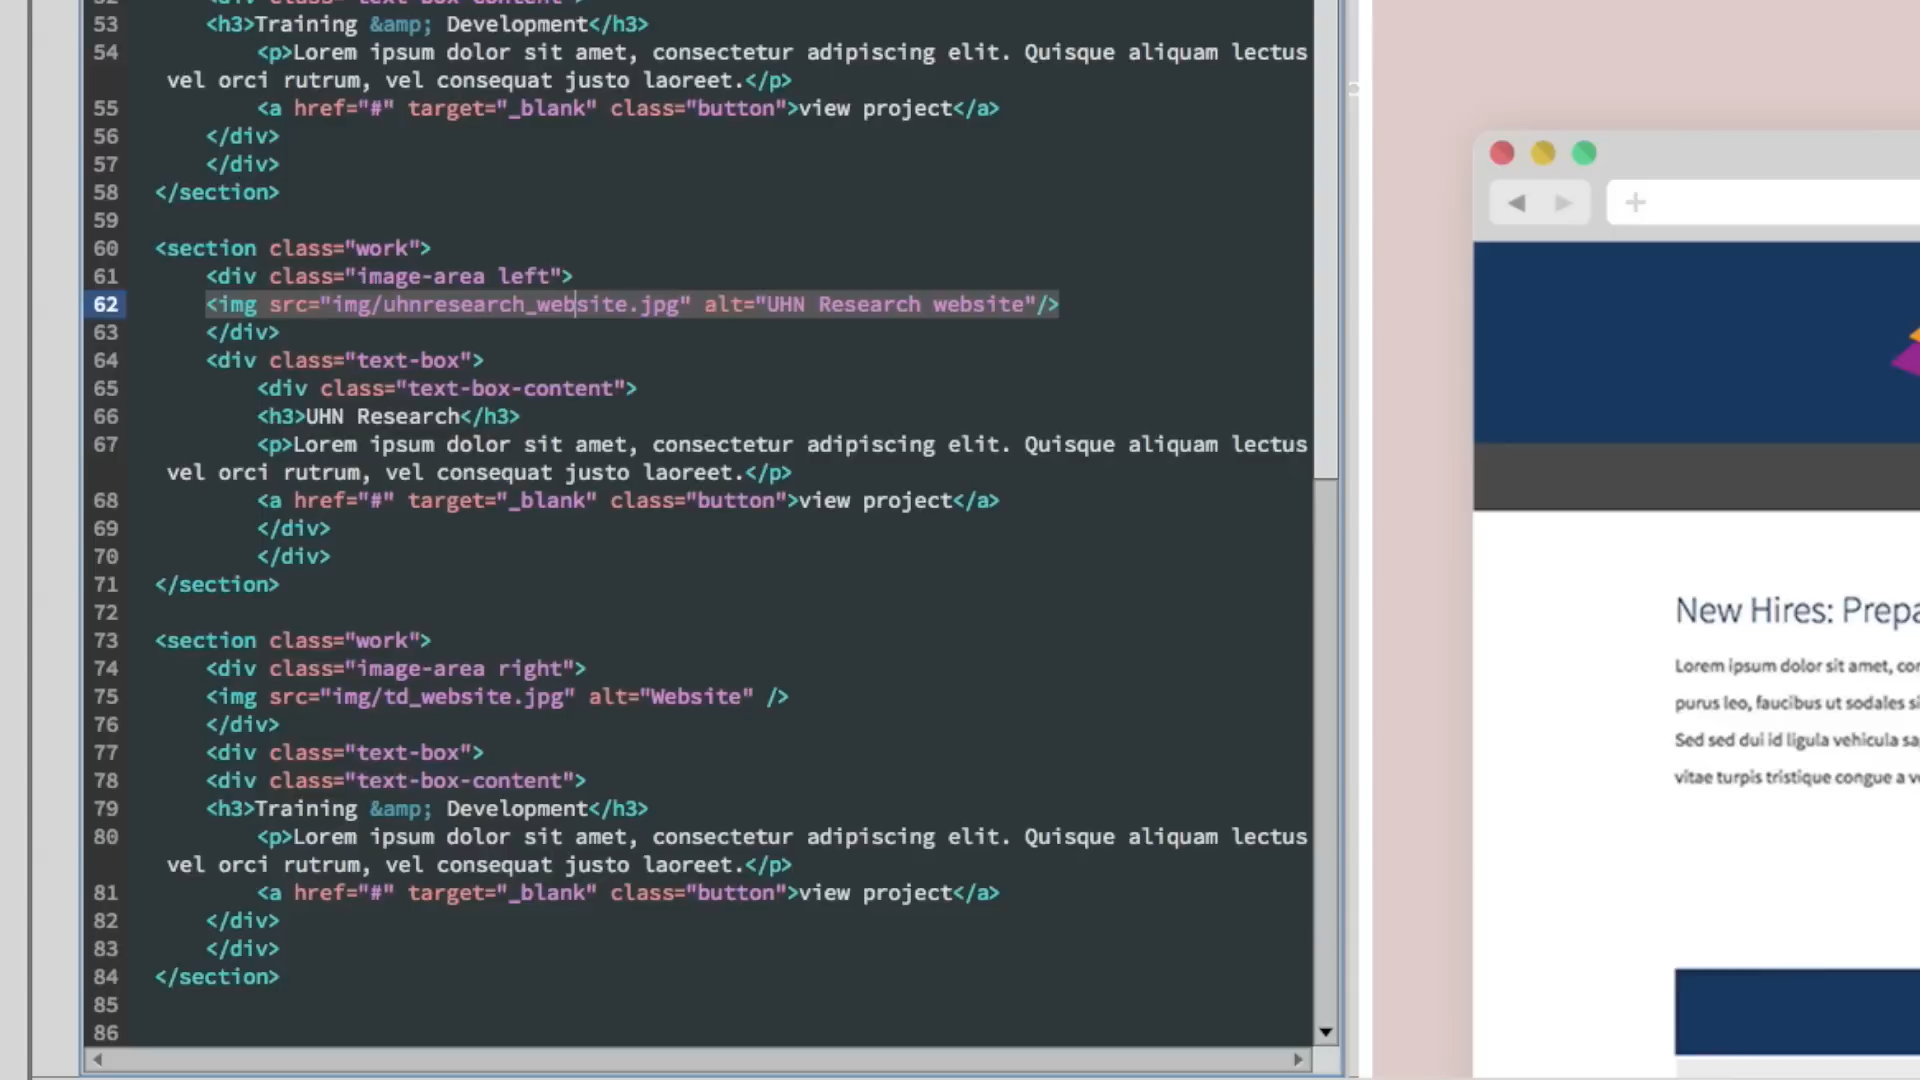 52 <div class="text-box-content">
53 <h3>Training &amp; Development</h3>
54 <p>Lorem ipsum dolor sit amet, consectetur adipiscing elit. Quisque aliquam lectus
vel orci rutrum, vel consequat justo laoreet.</p>
55 <a href="#" target="_blank" class="button">view project</a>
56 </div>
57 </div>
58 </section>
59
60 <section class="work">
61 <div class="image-area left">
62 <img src="img/uhnresearch_website.jpg" alt="UHN Research website"/>
63 </div>
64 <div class="text-box">
65 <div class="text-box-content">
66 <h3>UHN Research</h3>
67 <p>Lorem ipsum dolor sit amet, consectetur adipiscing elit. Quisque aliquam lectus
vel orci rutrum, vel consequat justo laoreet.</p>
68 <a href="#" target="_blank" class="button">view project</a>
69 </div>
70 </div>
71 </section>
72
73 <section class="work">
74 <div class="image-area right">
75 <img src="img/td_website.jpg" alt="Website" />
76 </div>
77 <div class="text-box">
78 <div class="text-box-content">
79 <h3>Training &amp; Development</h3>
80 <p>Lorem ipsum dolor sit amet, consectetur adipiscing elit. Quisque aliquam lectus
vel orci rutrum, vel consequat justo laoreet.</p>
81 <a href="#" target="_blank" class="button">view project</a>
82 </div>
83 </div>
84 </section>
85
86
New Hires: Prepa
Lorem ipsum dolor sit amet, con
purus leo, faucibus ut sodales si
Sed sed dui id ligula vehicula sa
vitae turpis tristique congue a v